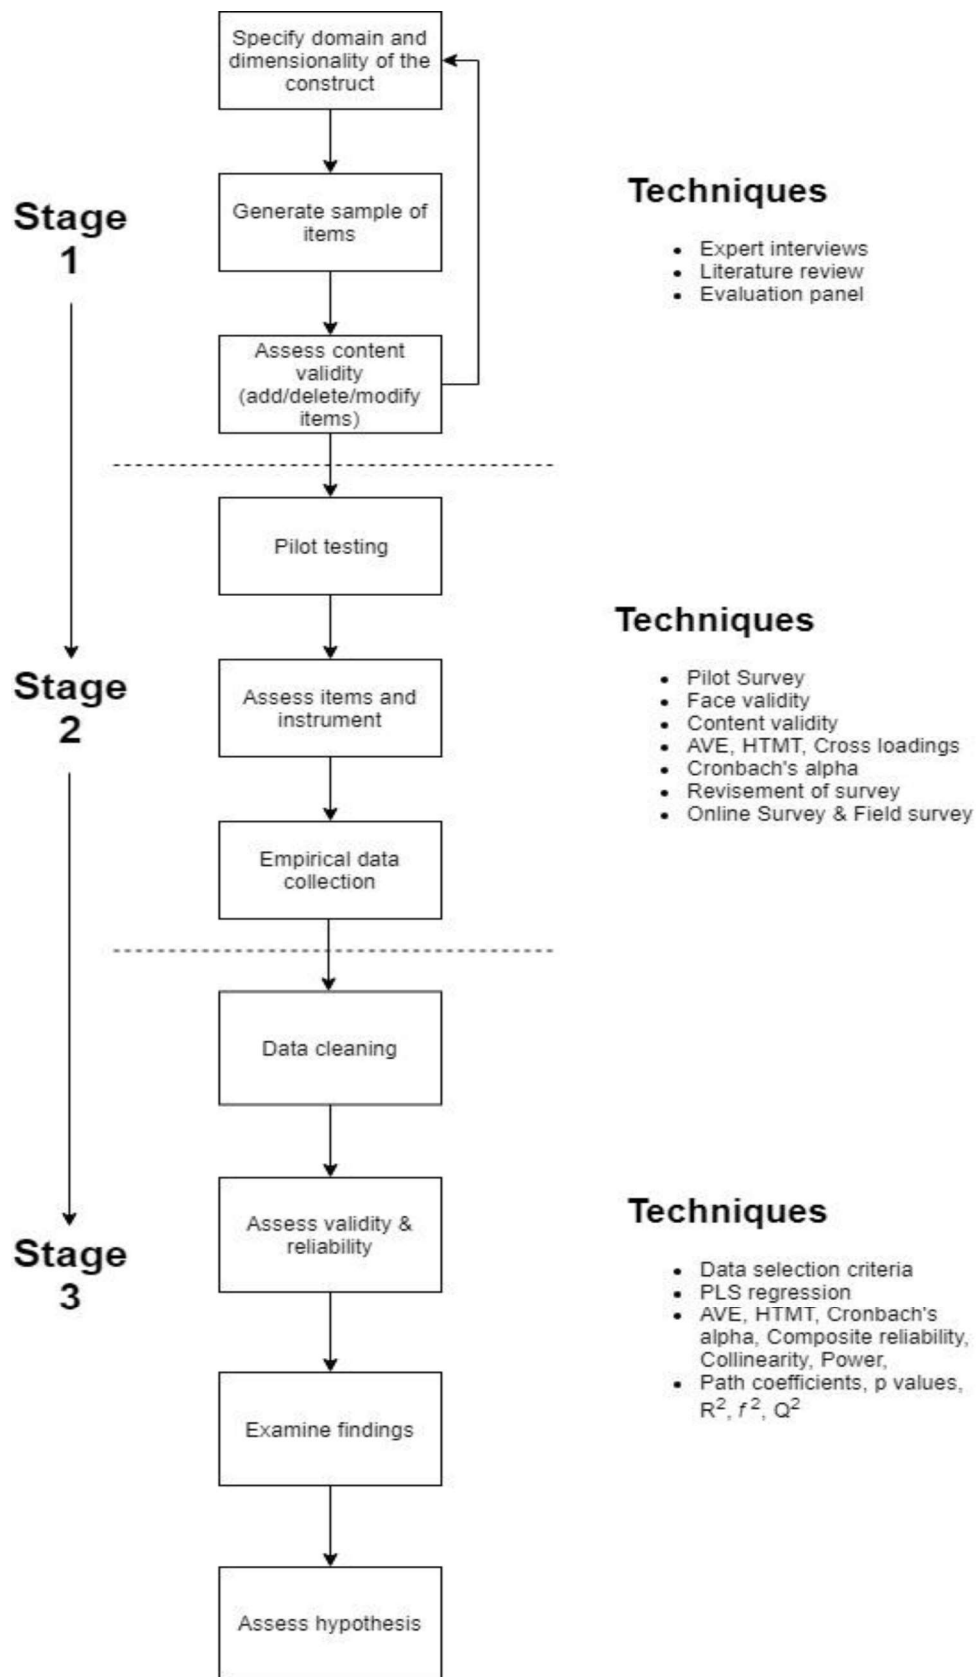 Specify domain and
dimensionality of the
construct
Stage
1
Generate sample of
items
Techniques
• Expert interviews
• Literature review
• Evaluation panel
Assess content
validity
(add/delete/modify
items)
Pilot testing
Stage
2
Assess items and
instrument
Techniques
• Pilot Survey
• Face validity
• Content validity
• AVE, HTMT, Cross loadings
• Cronbach's alpha
• Revisement of survey
• Online Survey & Field survey
Empirical data
collection
Data cleaning
Stage
3
Assess validity &
reliability
Techniques
• Data selection criteria
• PLS regression
• AVE, HTMT, Cronbach's
alpha, Composite reliability,
Collinearity, Power,
• Path coefficients, p values,
R², f², Q²
Examine findings
Assess hypothesis